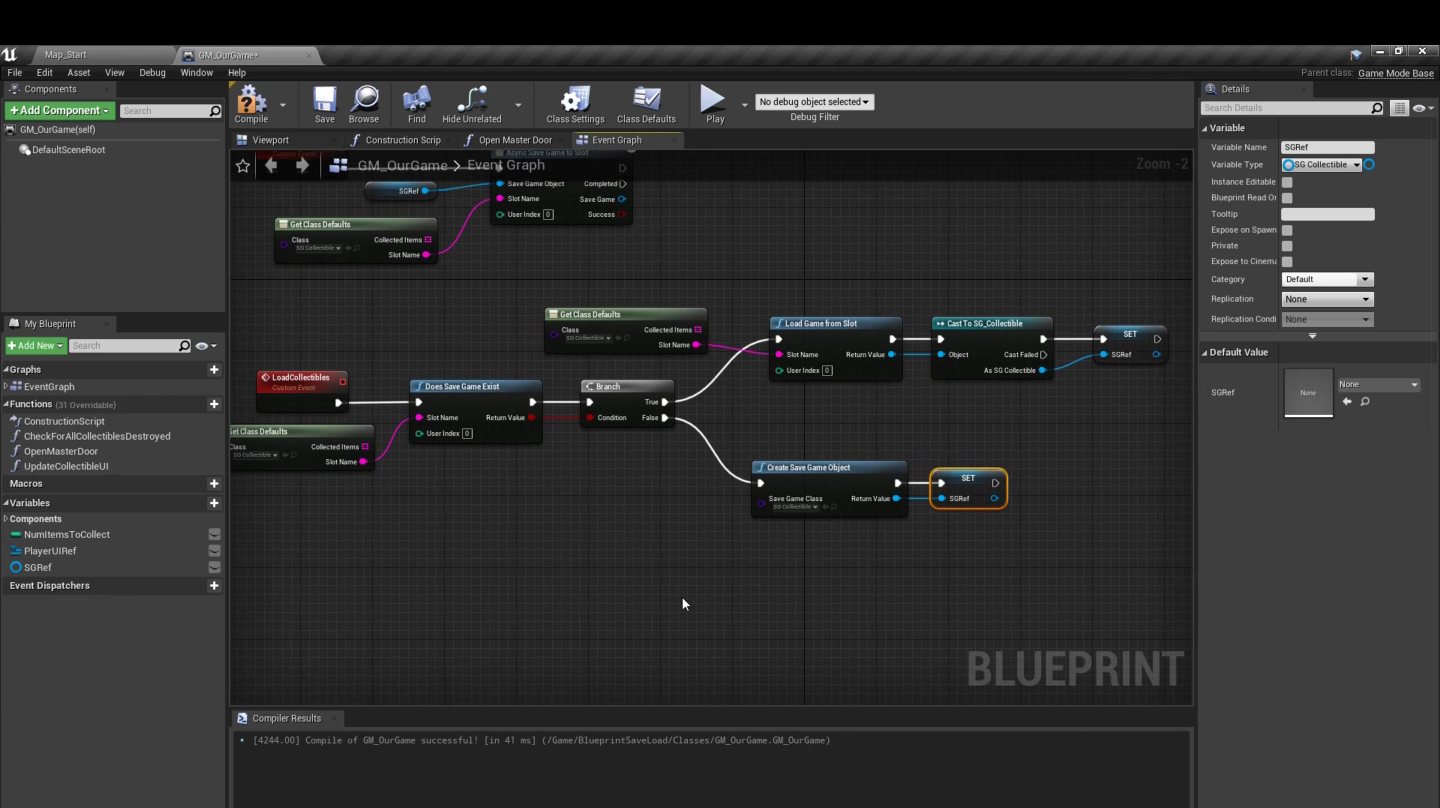 Map_Start
GM_OurGame*
File Edit Asset View Debug Window Help
Parent class: Game Mode Base
Components
+Add Component
Search
GM_OurGame(self)
DefaultSceneRoot
Compile
Save
Browse
Find
Hide Unrelated
Class Settings
Class Defaults
Play
No debug object selected
Debug Filter
Viewport
Construction Scrip
Open Master Door
Event Graph
GM_OurGame > Event Graph
Zoom -2
Async Save Game to Slot
Custom Event
SGRef
Save Game Object
Completed
Slot Name
Save Game
User Index 0
Success
Get Class Defaults
Class
SG Collectible
Collected Items
Slot Name
Get Class Defaults
Class
SG Collectible
Collected Items
Slot Name
Load Game from Slot
Slot Name
Return Value
User Index 0
Cast To SG_Collectible
Object
Cast Failed
As SG Collectible
SET
SGRef
LoadCollectibles
Custom Event
Does Save Game Exist
Slot Name
Return Value
User Index 0
Branch
True
Condition
False
Get Class Defaults
Class
SG Collectible
Collected Items
Slot Name
Create Save Game Object
Save Game Class
SG Collectible
Return Value
SET
SGRef
BLUEPRINT
My Blueprint
+Add New
Search
Graphs
EventGraph
Functions (31 Overridable)
ConstructionScript
CheckForAllCollectiblesDestroyed
OpenMasterDoor
UpdateCollectibleUI
Macros
Variables
Components
NumItemsToCollect
PlayerUIRef
SGRef
Event Dispatchers
Compiler Results
[4244.00] Compile of GM_OurGame successful! [in 41 ms] (/Game/BlueprintSaveLoad/Classes/GM_OurGame.GM_OurGame)
Details
Search Details
Variable
Variable Name SGRef
Variable Type SG Collectible
Instance Editable
Blueprint Read On
Tooltip
Expose on Spawn
Private
Expose to Cinema
Category Default
Replication None
Replication Condi None
Default Value
SGRef
None
None